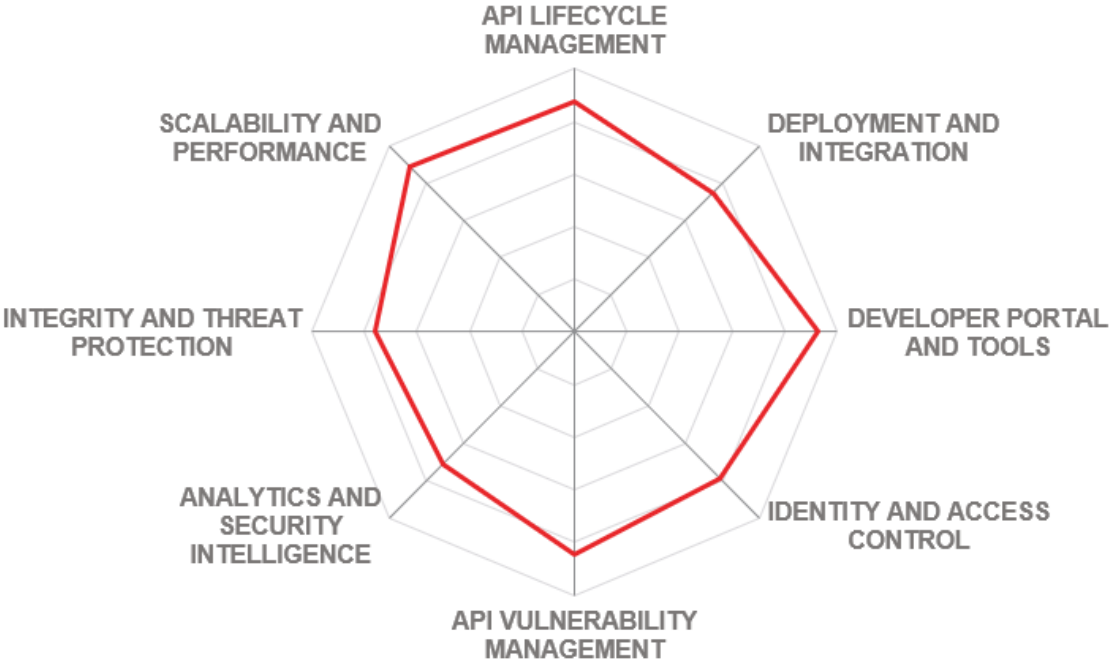 API LIFECYCLE
MANAGEMENT
SCALABILITY AND
PERFORMANCE
DEPLOYMENT AND
INTEGRATION
INTEGRITY AND THREAT
PROTECTION
DEVELOPER PORTAL
AND TOOLS
ANALYTICS AND
SECURITY
INTELLIGENCE
IDENTITY AND ACCESS
CONTROL
API VULNERABILITY
MANAGEMENT